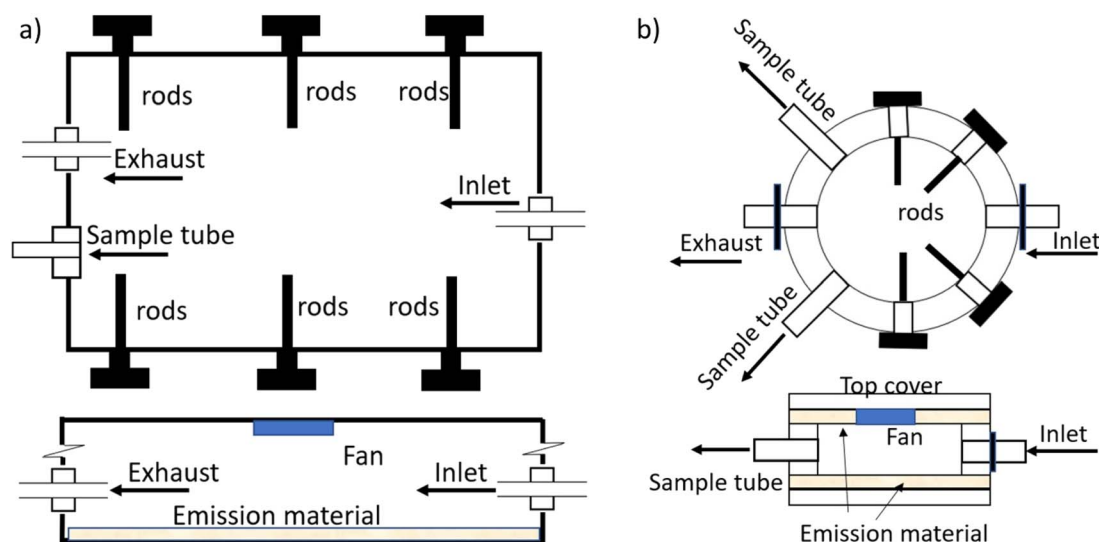 a)
rods
rods
rods
Exhaust
Inlet
Sample tube
rods
rods
rods
Fan
Exhaust
Inlet
Emission material
b)
Sample tube
rods
Exhaust
Inlet
Sample tube
Top cover
Fan
Inlet
Sample tube
Emission material